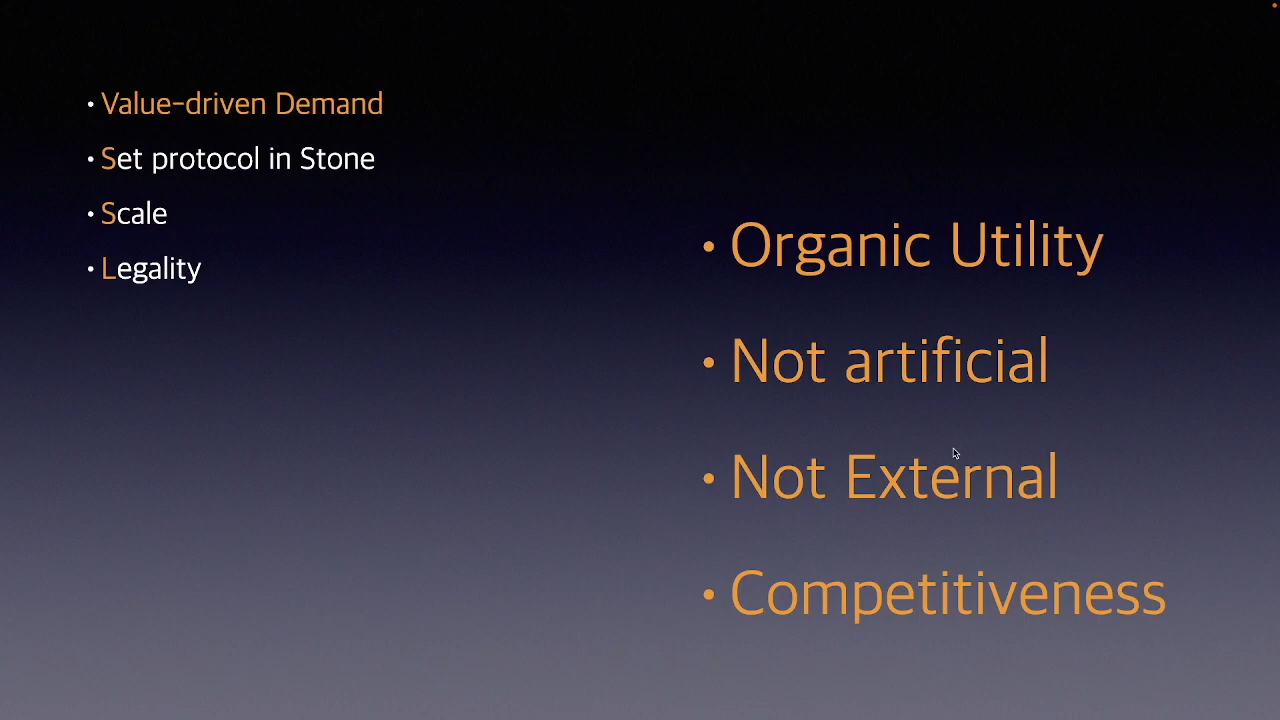 • Value-driven Demand
• Set protocol in Stone
• Scale
• Legality
• Organic Utility
• Not artificial
• Not External
• Competitiveness